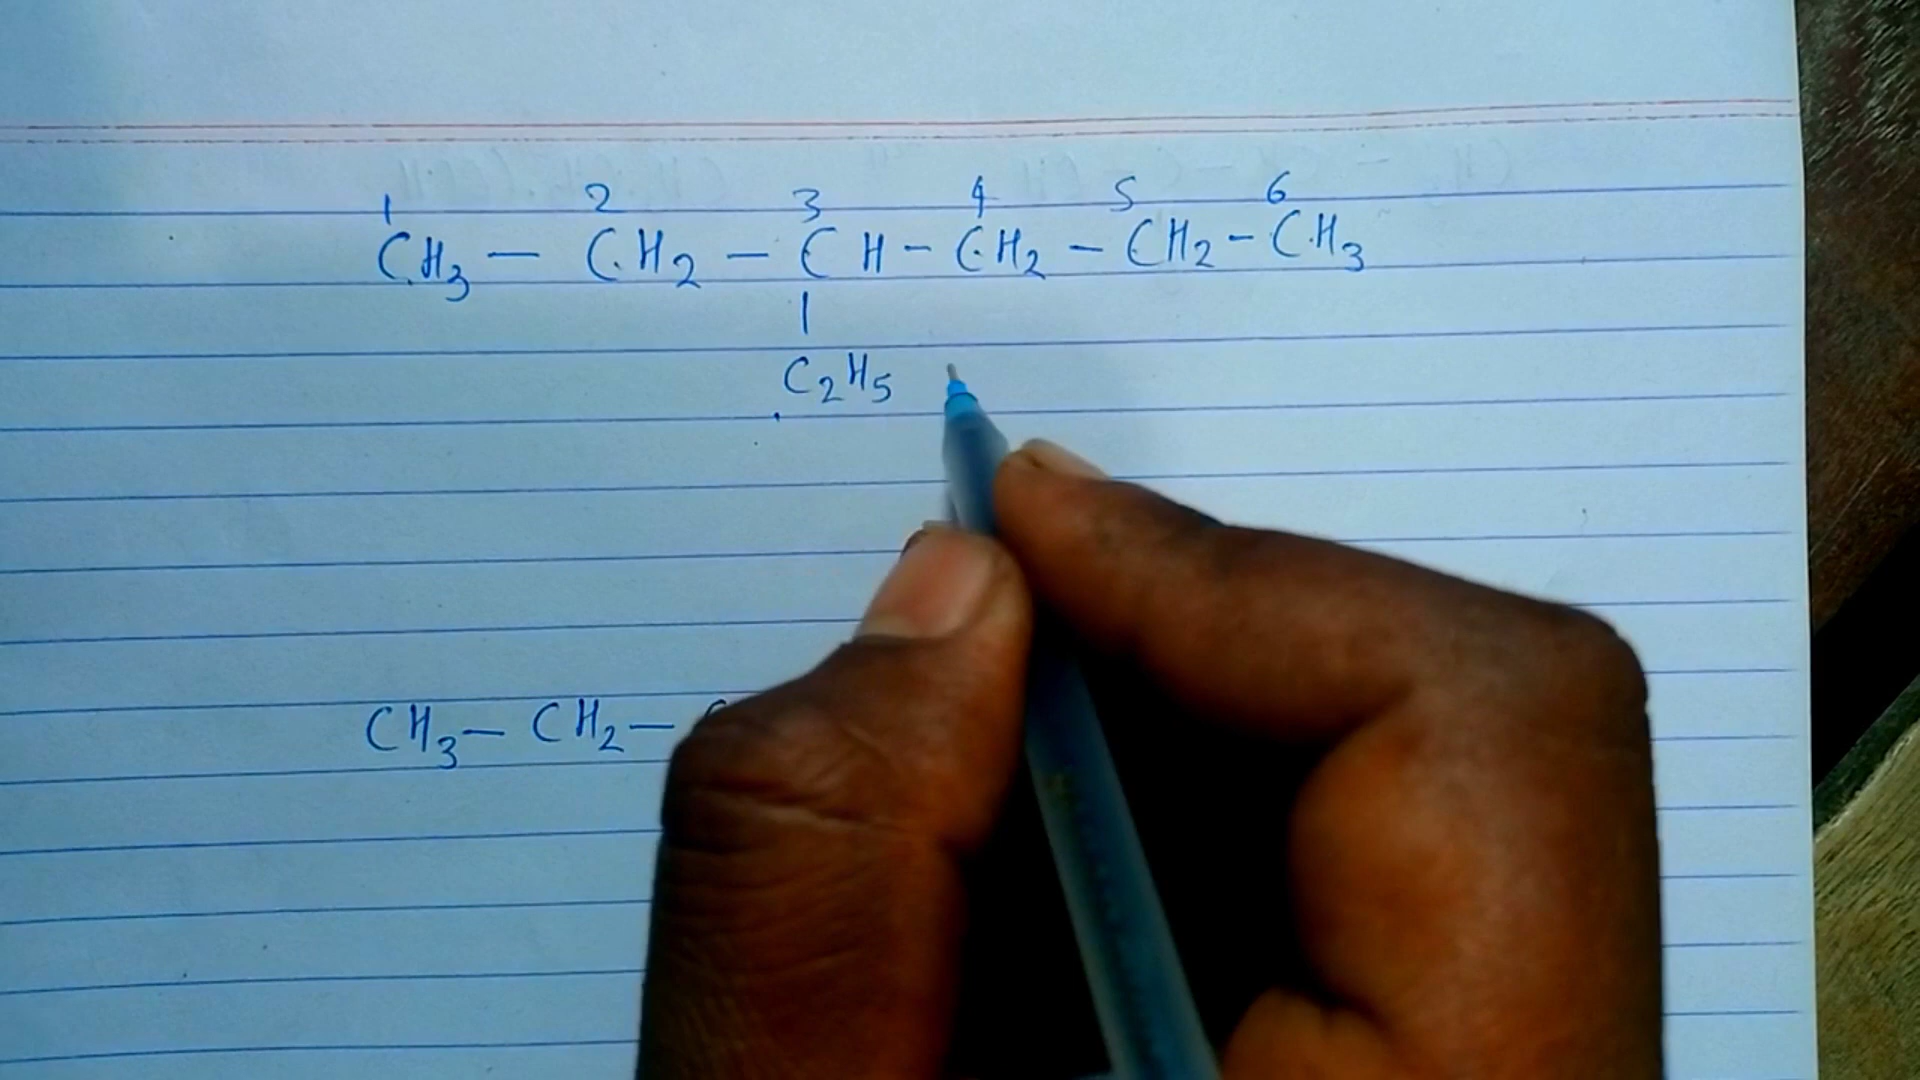 1 2 3 4 5 6
CH3 — CH2 — CH - CH2 - CH2 - CH3
|
C2H5
CH3 — CH2 —